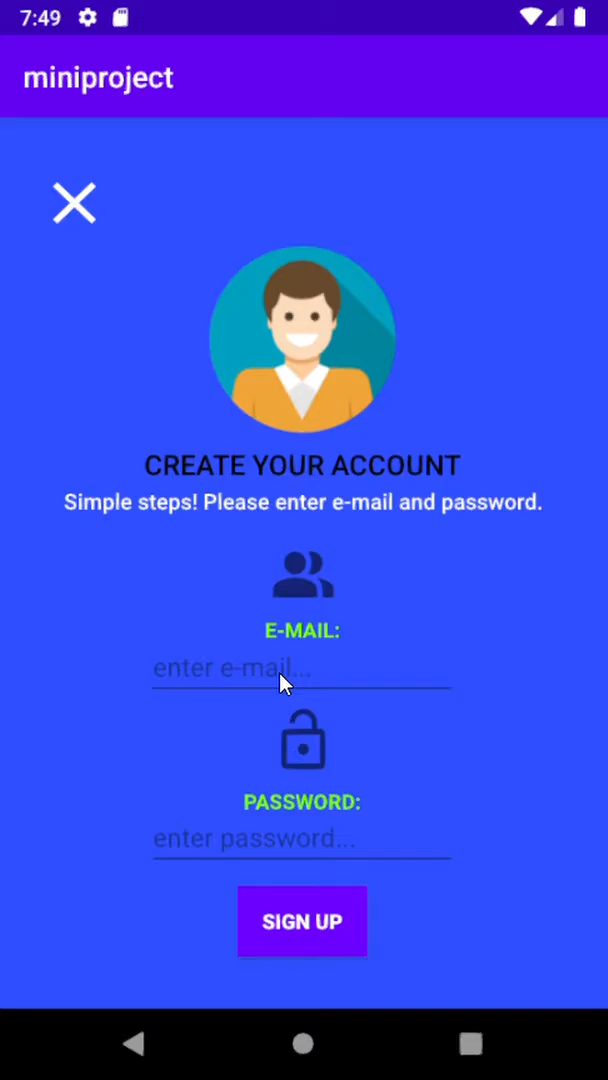 7:49
miniproject
CREATE YOUR ACCOUNT
Simple steps! Please enter e-mail and password.
E-MAIL:
enter e-mail...
PASSWORD:
enter password...
SIGN UP